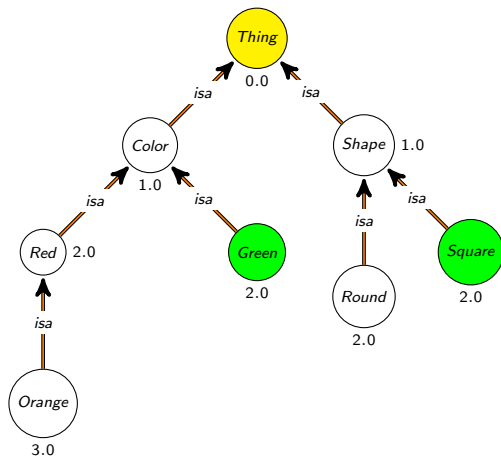 Thing
0.0
isa
isa
Color
1.0
Shape
1.0
isa
isa
isa
isa
Red
2.0
Green
2.0
Square
2.0
Round
2.0
isa
Orange
3.0